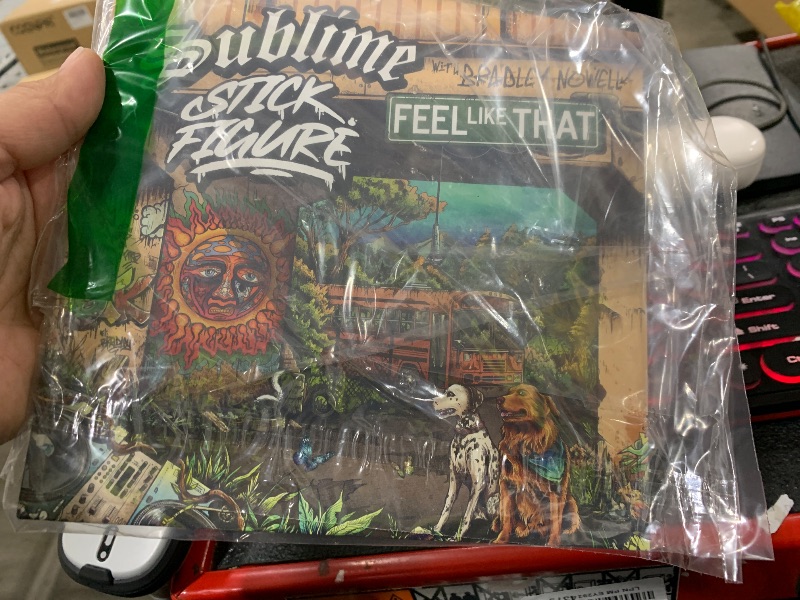 Sublime
WITH BRADLEY NOWELL
STICK FIGURE
FEEL LIKE THAT
Enter
Shift